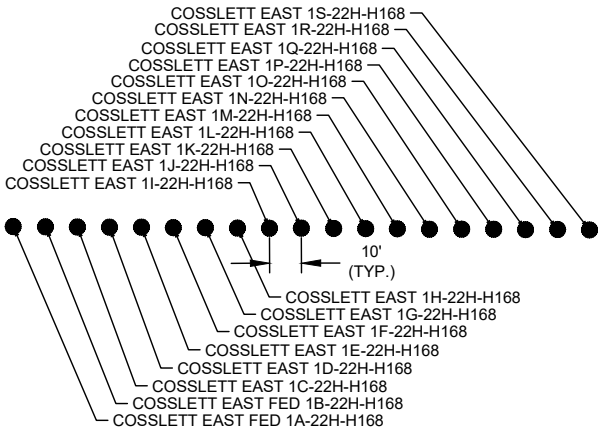 COSSLETT EAST 1S-22H-H168
COSSLETT EAST 1R-22H-H168
COSSLETT EAST 1Q-22H-H168
COSSLETT EAST 1P-22H-H168
COSSLETT EAST 1O-22H-H168
COSSLETT EAST 1N-22H-H168
COSSLETT EAST 1M-22H-H168
COSSLETT EAST 1L-22H-H168
COSSLETT EAST 1K-22H-H168
COSSLETT EAST 1J-22H-H168
COSSLETT EAST 1I-22H-H168
10'
(TYP.)
COSSLETT EAST 1H-22H-H168
COSSLETT EAST 1G-22H-H168
COSSLETT EAST 1F-22H-H168
COSSLETT EAST 1E-22H-H168
COSSLETT EAST 1D-22H-H168
COSSLETT EAST 1C-22H-H168
COSSLETT EAST FED 1B-22H-H168
COSSLETT EAST FED 1A-22H-H168